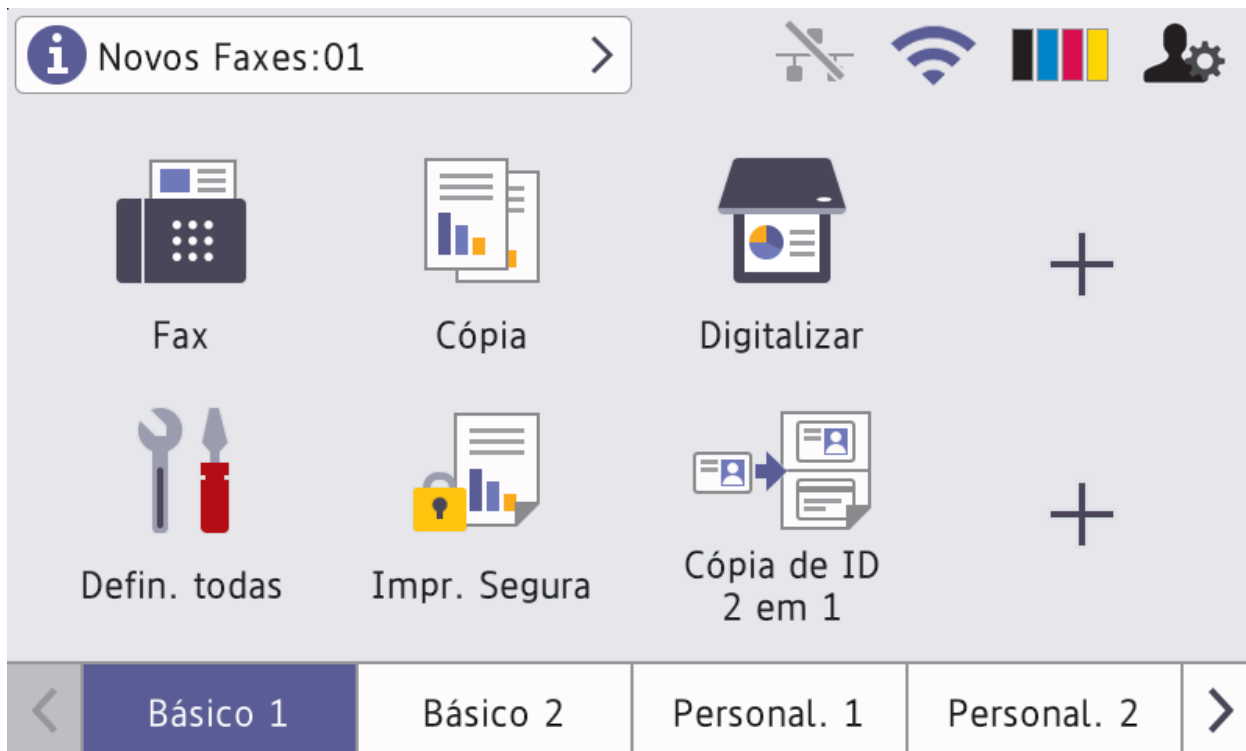 Novos Faxes:01
Fax
Cópia
Digitalizar
Defin. todas
Impr. Segura
Cópia de ID
2 em 1
Básico 1
Básico 2
Personal. 1
Personal. 2